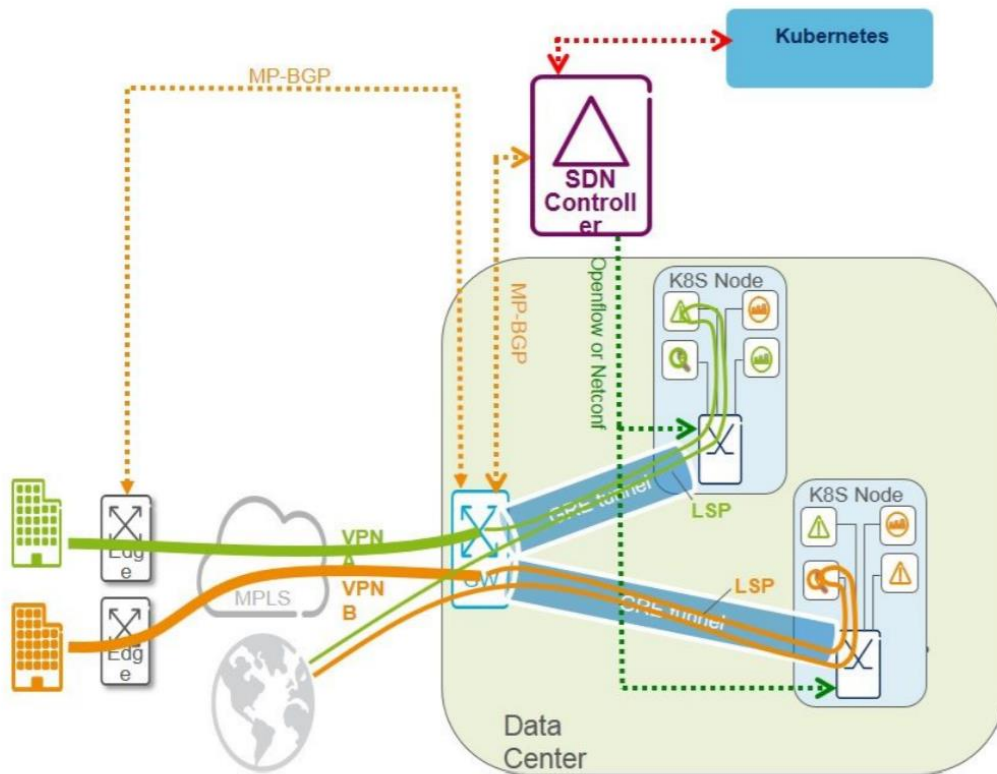 Kubernetes
MP-BGP
SDN
Controll
er
MP-BGP
Openflow or Netconf
K8S Node
GRE tunnel
LSP
K8S Node
Edg
e
VPN
A
MPLS
VPN
B
GW
LSP
GRE tunnel
Edg
e
Data
Center